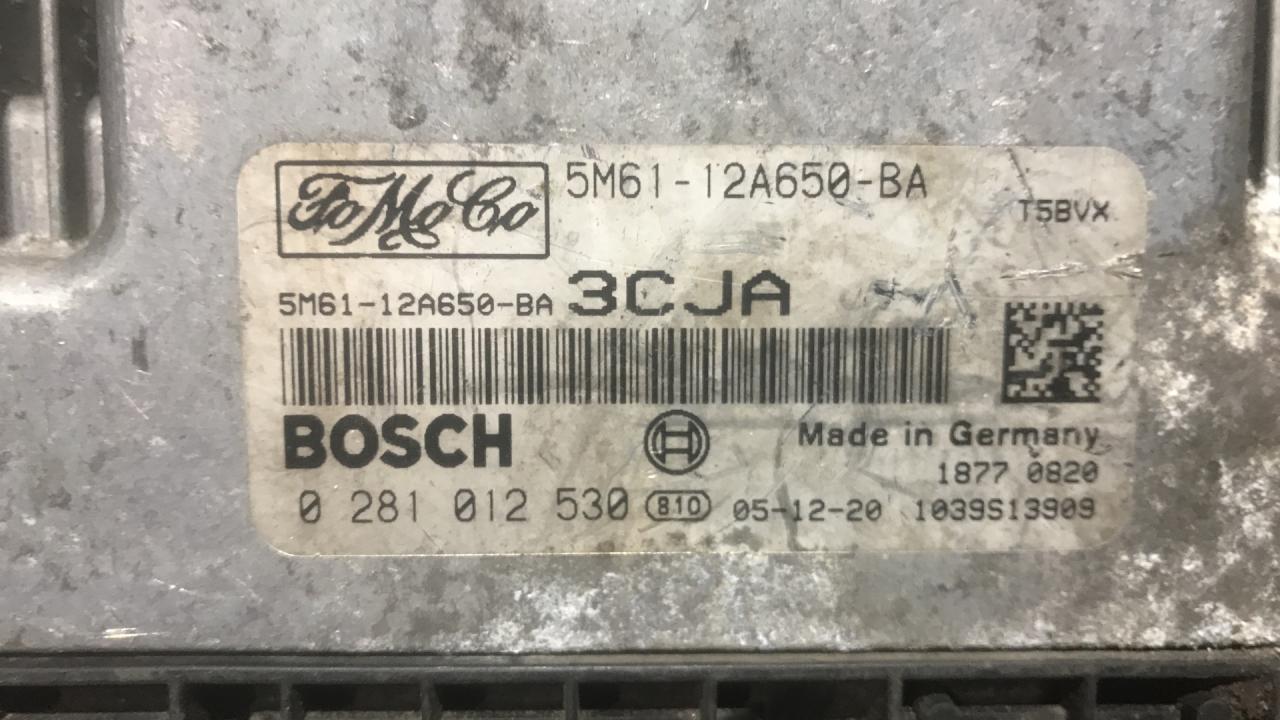 FoMoCo 5M61-12A650-BA
T5BVX
5M61-12A650-BA 3CJA
BOSCH
Made in Germany
1877 0820
0 281 012 530 810 05-12-20 1039S13909